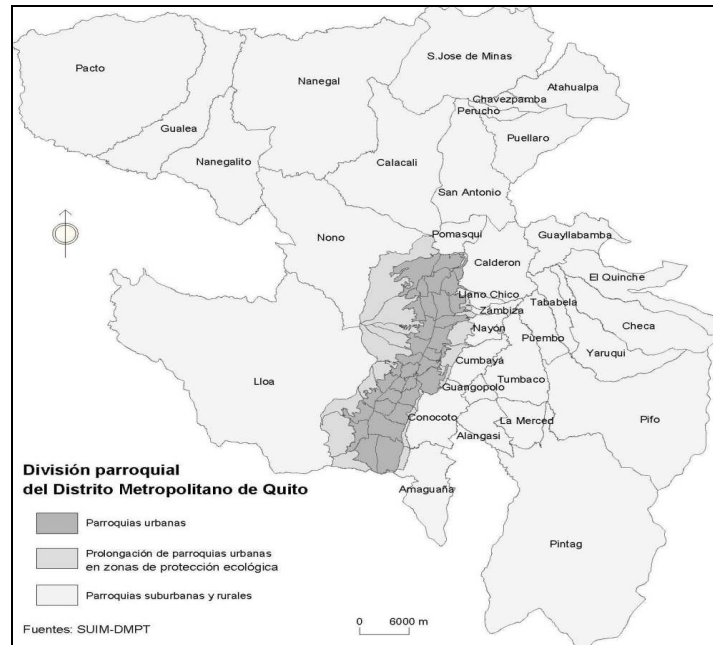 S.Jose de Minas
Pacto
Nanegal
Atahualpa
Chavezpamba
Perucho
Gualea
Puellaro
Nanegalito
Calacali
San Antonio
Nono
Pomasqui
Guayllabamba
Calderon
El Quinche
Llano Chico
Tababela
Zámbiza
Checa
Nayón
Puembo
Yaruqui
Cumbayá
Lloa
Tumbaco
Guangopolo
Conocoto
La Merced
Pifo
Alangasi
Amaguaña
Pintag
División parroquial
del Distrito Metropolitano de Quito
Parroquias urbanas
Prolongación de parroquias urbanas
en zonas de protección ecológica
Parroquias suburbanas y rurales
Fuentes: SUIM-DMPT
0 6000 m